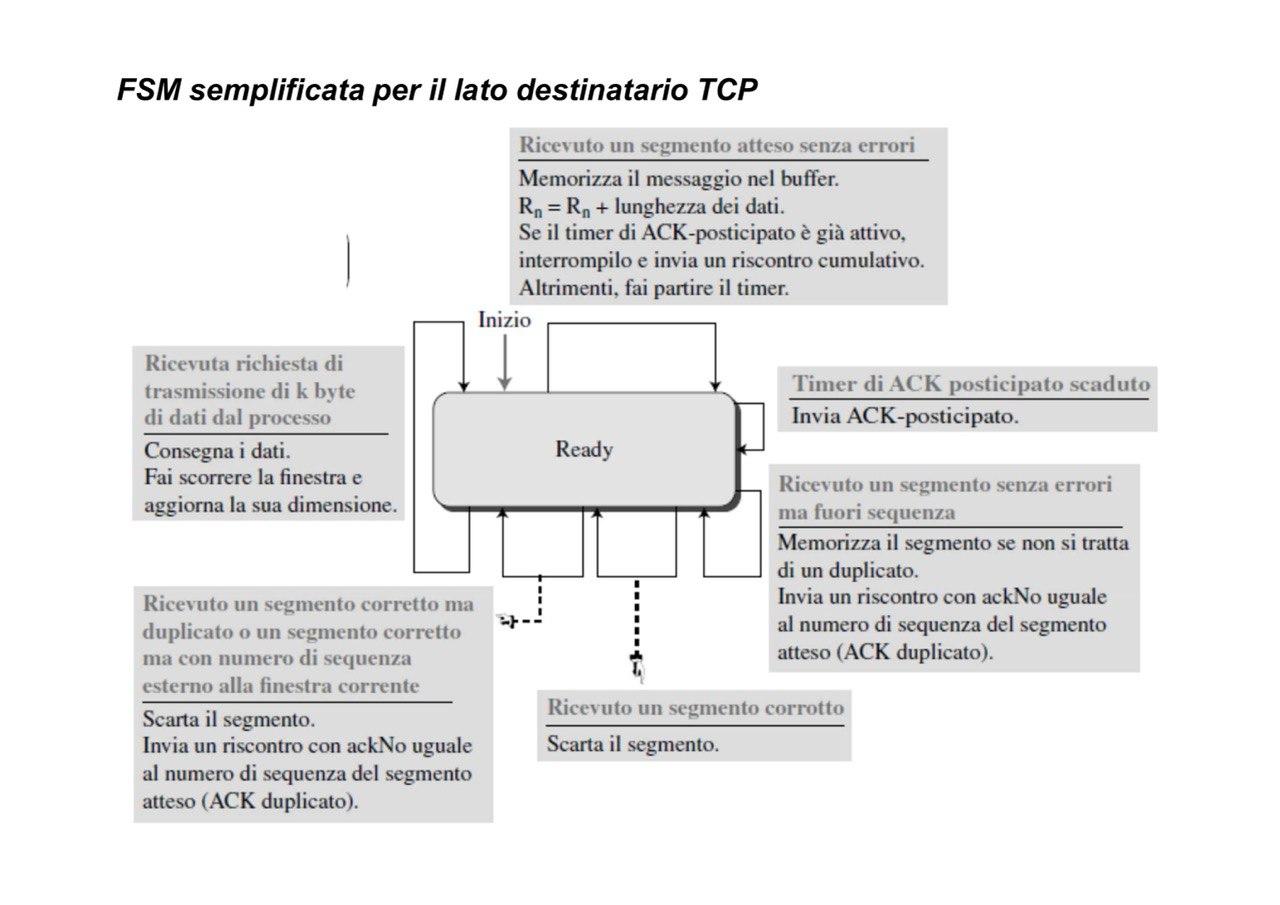 FSM semplificata per il lato destinatario TCP
Ricevuto un segmento atteso senza errori
Memorizza il messaggio nel buffer.
Rn = Rn + lunghezza dei dati.
Se il timer di ACK-posticipato è già attivo,
interrompilo e invia un riscontro cumulativo.
Altrimenti, fai partire il timer.
Inizio
Ricevuta richiesta di
trasmissione di k byte
di dati dal processo
Consegna i dati.
Fai scorrere la finestra e
aggiorna la sua dimensione.
Ready
Timer di ACK posticipato scaduto
Invia ACK-posticipato.
Ricevuto un segmento senza errori
ma fuori sequenza
Memorizza il segmento se non si tratta
di un duplicato.
Invia un riscontro con ackNo uguale
al numero di sequenza del segmento
atteso (ACK duplicato).
Ricevuto un segmento corretto ma
duplicato o un segmento corretto
ma con numero di sequenza
esterno alla finestra corrente
Scarta il segmento.
Invia un riscontro con ackNo uguale
al numero di sequenza del segmento
atteso (ACK duplicato).
Ricevuto un segmento corrotto
Scarta il segmento.